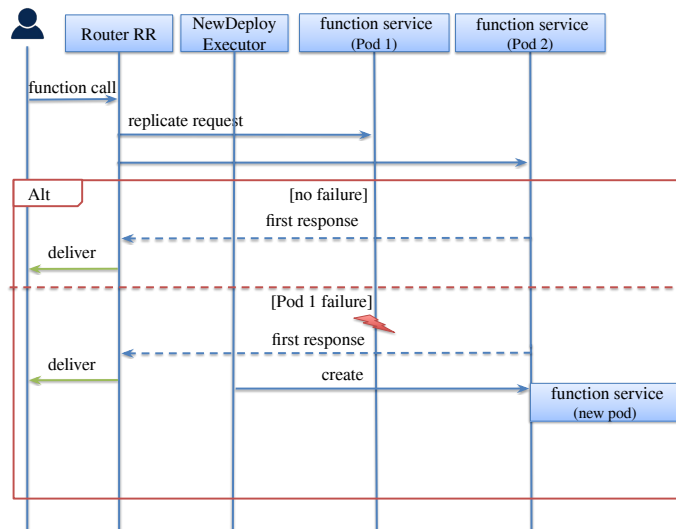 Router RR
NewDeploy
Executor
function service
(Pod 1)
function service
(Pod 2)
function call
replicate request
Alt
[no failure]
first response
deliver
[Pod 1 failure]
first response
deliver
create
function service
(new pod)